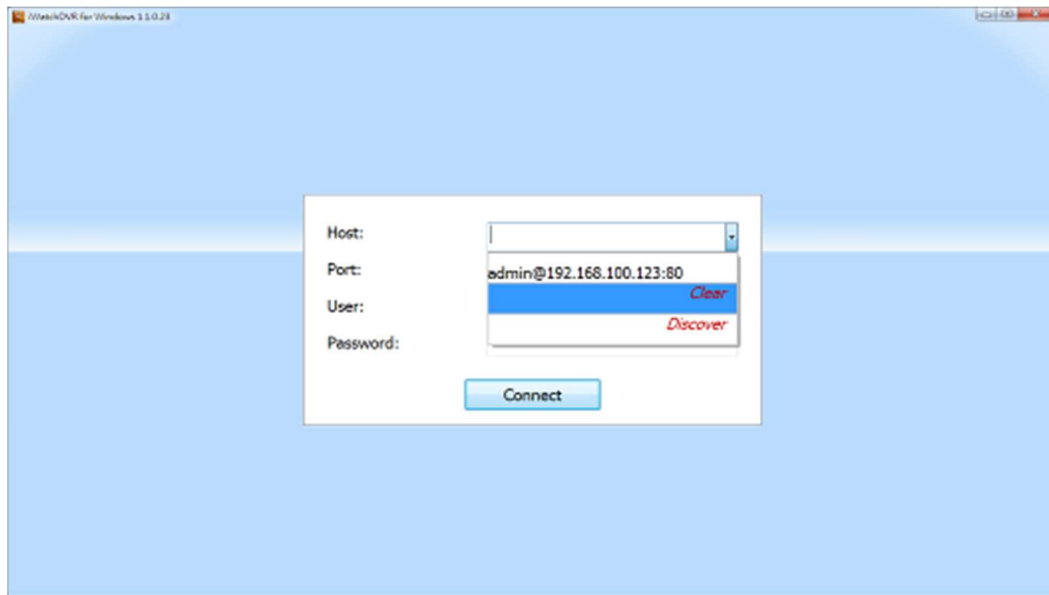 iWatchDVR for Windows 1.1.0.23
Host:
admin@192.168.100.123:80
Port:
Clear
User:
Discover
Password:
Connect